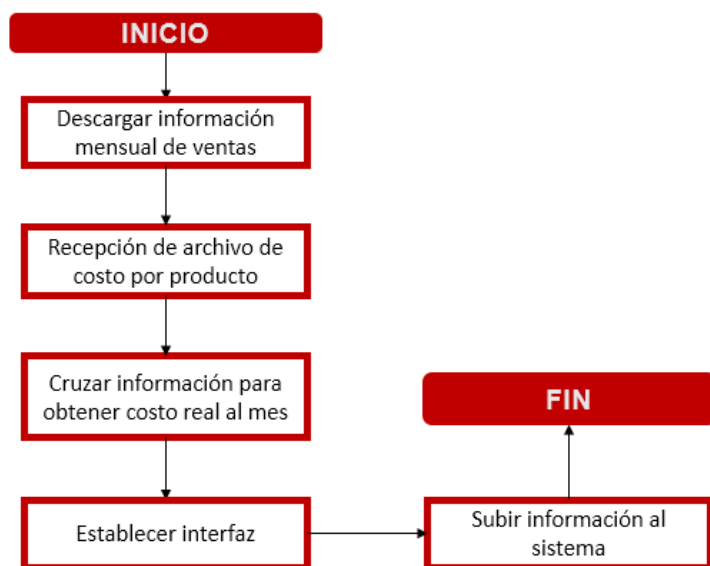 INICIO
Descargar información
mensual de ventas
Recepción de archivo de
costo por producto
Cruzar información para
obtener costo real al mes
Establecer interfaz
Subir información al
sistema
FIN